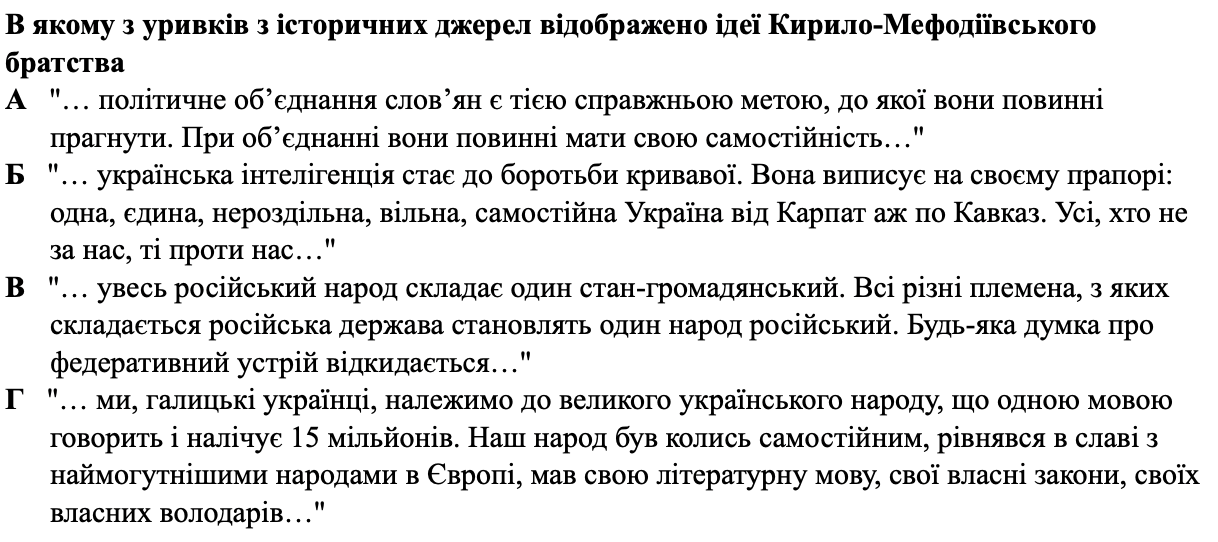 В якому з уривків з історичних джерел відображено ідеї Кирило-Мефодіївського
братства
А "… політичне об’єднання слов’ян є тією справжньою метою, до якої вони повинні
прагнути. При об’єднанні вони повинні мати свою самостійність…"
Б "… українська інтелігенція стає до боротьби кривавої. Вона виписує на своєму прапорі:
одна, єдина, нероздільна, вільна, самостійна Україна від Карпат аж по Кавказ. Усі, хто не
за нас, ті проти нас…"
В "… увесь російський народ складає один стан-громадянський. Всі різні племена, з яких
складається російська держава становлять один народ російський. Будь-яка думка про
федеративний устрій відкидається…"
Г "… ми, галицькі українці, належимо до великого українського народу, що одною мовою
говорить і налічує 15 мільйонів. Наш народ був колись самостійним, рівнявся в славі з
наймогутнішими народами в Європі, мав свою літературну мову, свої власні закони, своїх
власних володарів…"